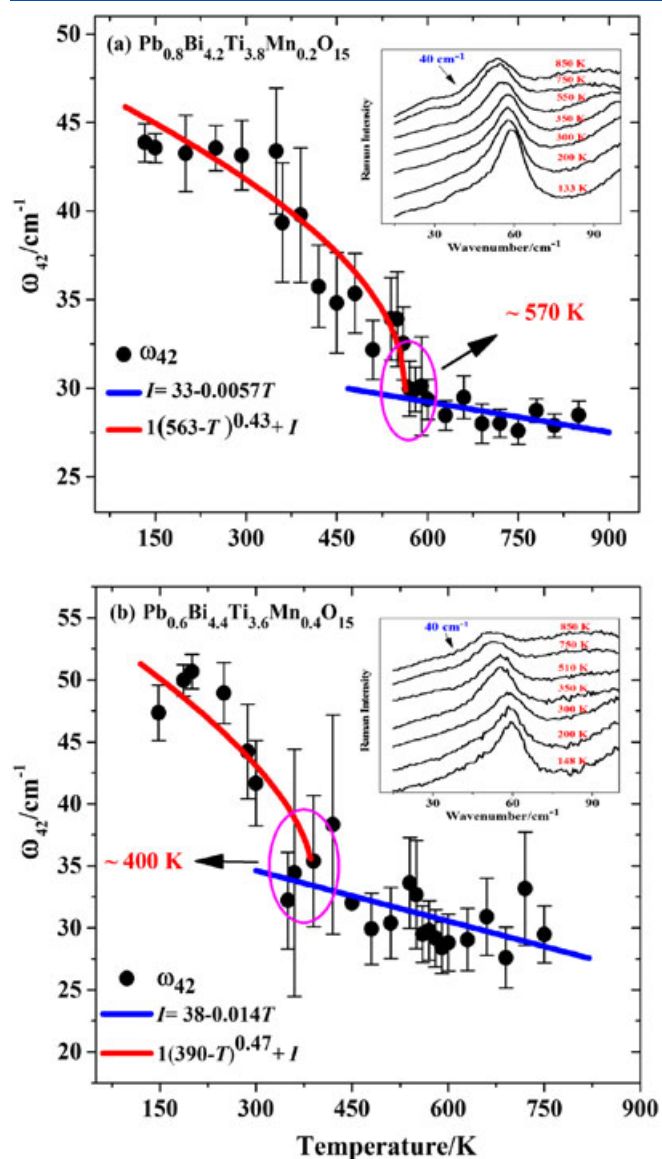 (a) Pb0.8Bi4.2Ti3.8Mn0.2O15
50
45
40
35
30
25
ω42/cm-1
40 cm-1
850 K
750 K
550 K
350 K
300 K
200 K
133 K
Raman Intensity
30 60 90
Wavenumber/cm-1
~ 570 K
ω42
I= 33-0.0057T
1(563-T)0.43+ I
150 300 450 600 750 900
(b) Pb0.6Bi4.4Ti3.6Mn0.4O15
55
50
45
40
35
30
25
20
ω42/cm-1
40 cm-1
850 K
750 K
510 K
350 K
300 K
200 K
148 K
Raman Intensity
30 60 90
Wavenumber/cm-1
~ 400 K
ω42
I= 38-0.014T
1(390-T)0.47+ I
150 300 450 600 750 900
Temperature/K